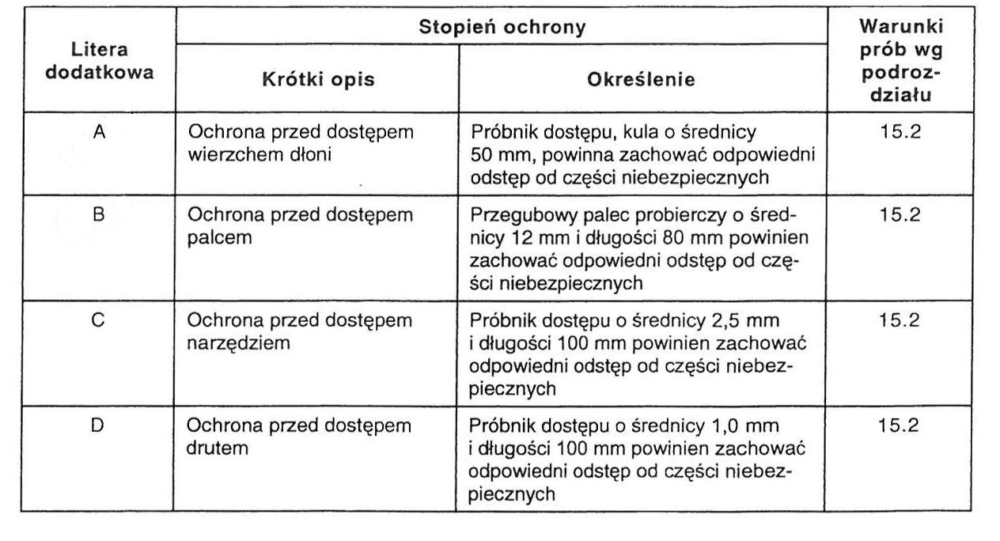 Litera
dodatkowa
Stopień ochrony
Krótki opis
Określenie
Warunki
prób wg
podroz-
działu
A
Ochrona przed dostępem
wierzchem dłoni
Próbnik dostępu, kula o średnicy
50 mm, powinna zachować odpowiedni
odstęp od części niebezpiecznych
15.2
B
Ochrona przed dostępem
palcem
Przegubowy palec probierczy o śred-
nicy 12 mm i długości 80 mm powinien
zachować odpowiedni odstęp od czę-
ści niebezpiecznych
15.2
C
Ochrona przed dostępem
narzędziem
Próbnik dostępu o średnicy 2,5 mm
i długości 100 mm powinien zachować
odpowiedni odstęp od części niebez-
piecznych
15.2
D
Ochrona przed dostępem
drutem
Próbnik dostępu o średnicy 1,0 mm
i długości 100 mm powinien zachować
odpowiedni odstęp od części niebez-
piecznych
15.2